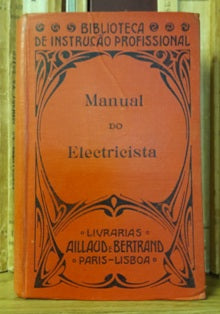 BIBLIOTECA
DE INSTRUCÇÃO PROFISSIONAL
Manual
DO
Electricista
LIVRARIAS
AILLAUD E BERTRAND
PARIS-LISBOA